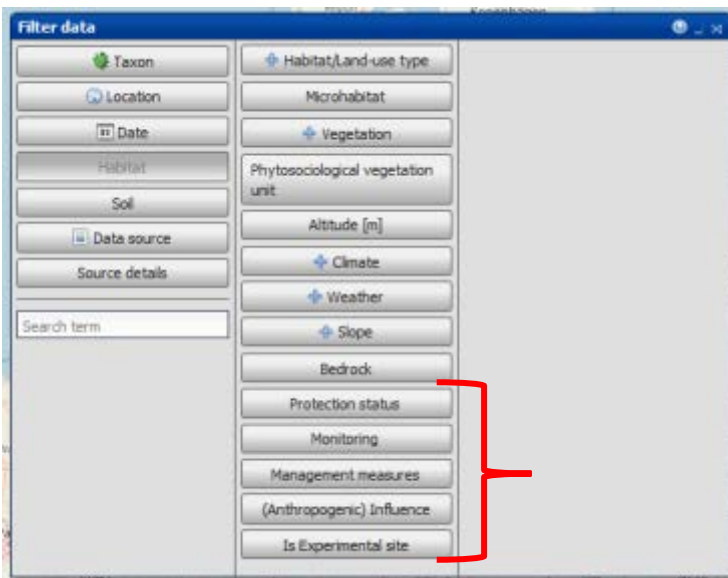 Filter data
Taxon
Location
Date
Habitat
Soil
Data source
Source details
Search term
Habitat/Land-use type
Microhabitat
Vegetation
Phytosociological vegetation
unit
Altitude [m]
Climate
Weather
Slope
Bedrock
Protection status
Monitoring
Management measures
(Anthropogenic) Influence
Is Experimental site